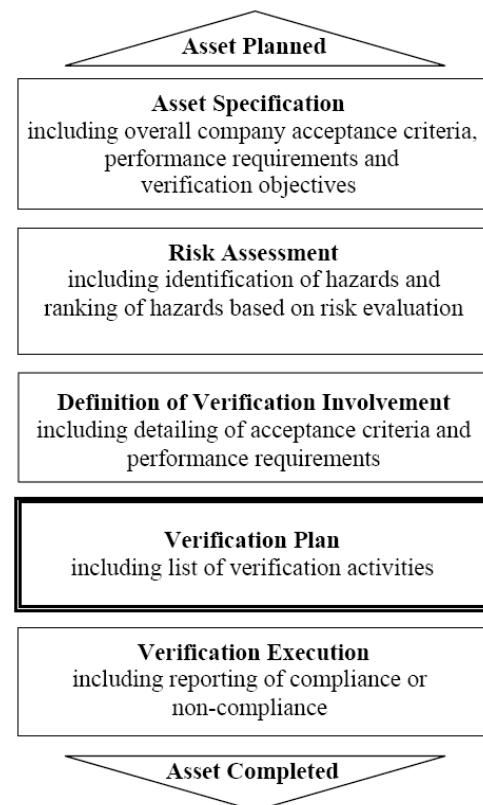 Asset Planned
Asset Specification
including overall company acceptance criteria,
performance requirements and
verification objectives
Risk Assessment
including identification of hazards and
ranking of hazards based on risk evaluation
Definition of Verification Involvement
including detailing of acceptance criteria and
performance requirements
Verification Plan
including list of verification activities
Verification Execution
including reporting of compliance or
non-compliance
Asset Completed